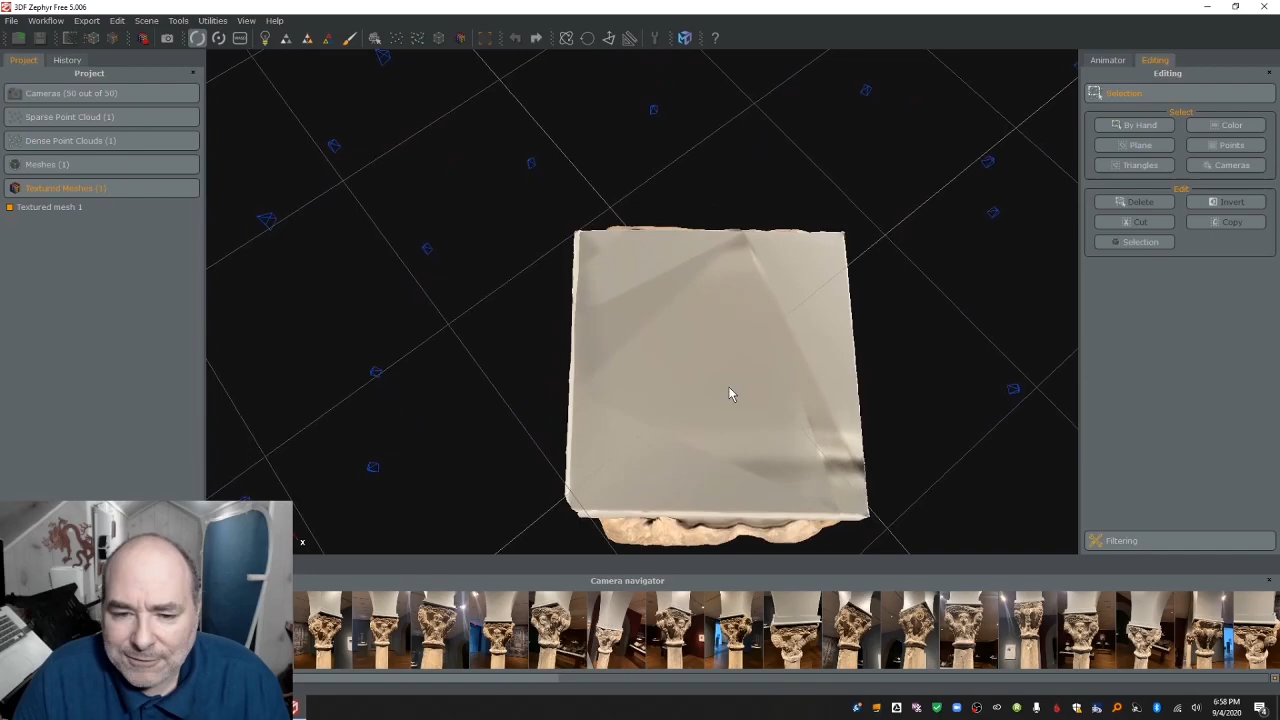 3DF Zephyr Free 5.006
File Workflow Export Edit Scene Tools Utilities View Help
Project History
Project
Cameras (50 out of 50)
Sparse Point Cloud (1)
Dense Point Clouds (1)
Meshes (1)
Textured Meshes (1)
Textured mesh 1
Animator Editing
Editing
Selection
Select
By Hand Color
Plane Points
Triangles Cameras
Edit
Delete Invert
Cut Copy
Selection
Filtering
x
Camera navigator
6:58 PM
9/4/2020